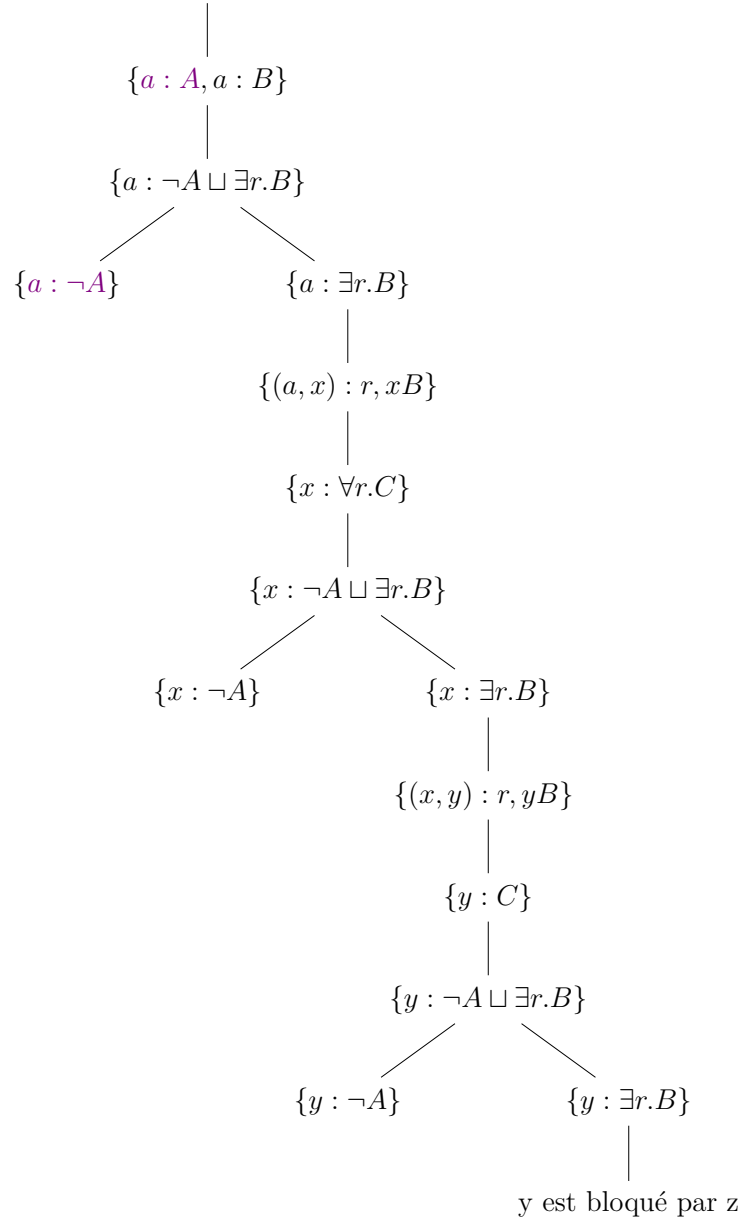 {a : A, a : B}
{a : ¬A ⊔ ∃r.B}
{a : ¬A} {a : ∃r.B}
{(a, x) : r, xB}
{x : ∀r.C}
{x : ¬A ⊔ ∃r.B}
{x : ¬A} {x : ∃r.B}
{(x, y) : r, yB}
{y : C}
{y : ¬A ⊔ ∃r.B}
{y : ¬A} {y : ∃r.B}
y est bloqué par z